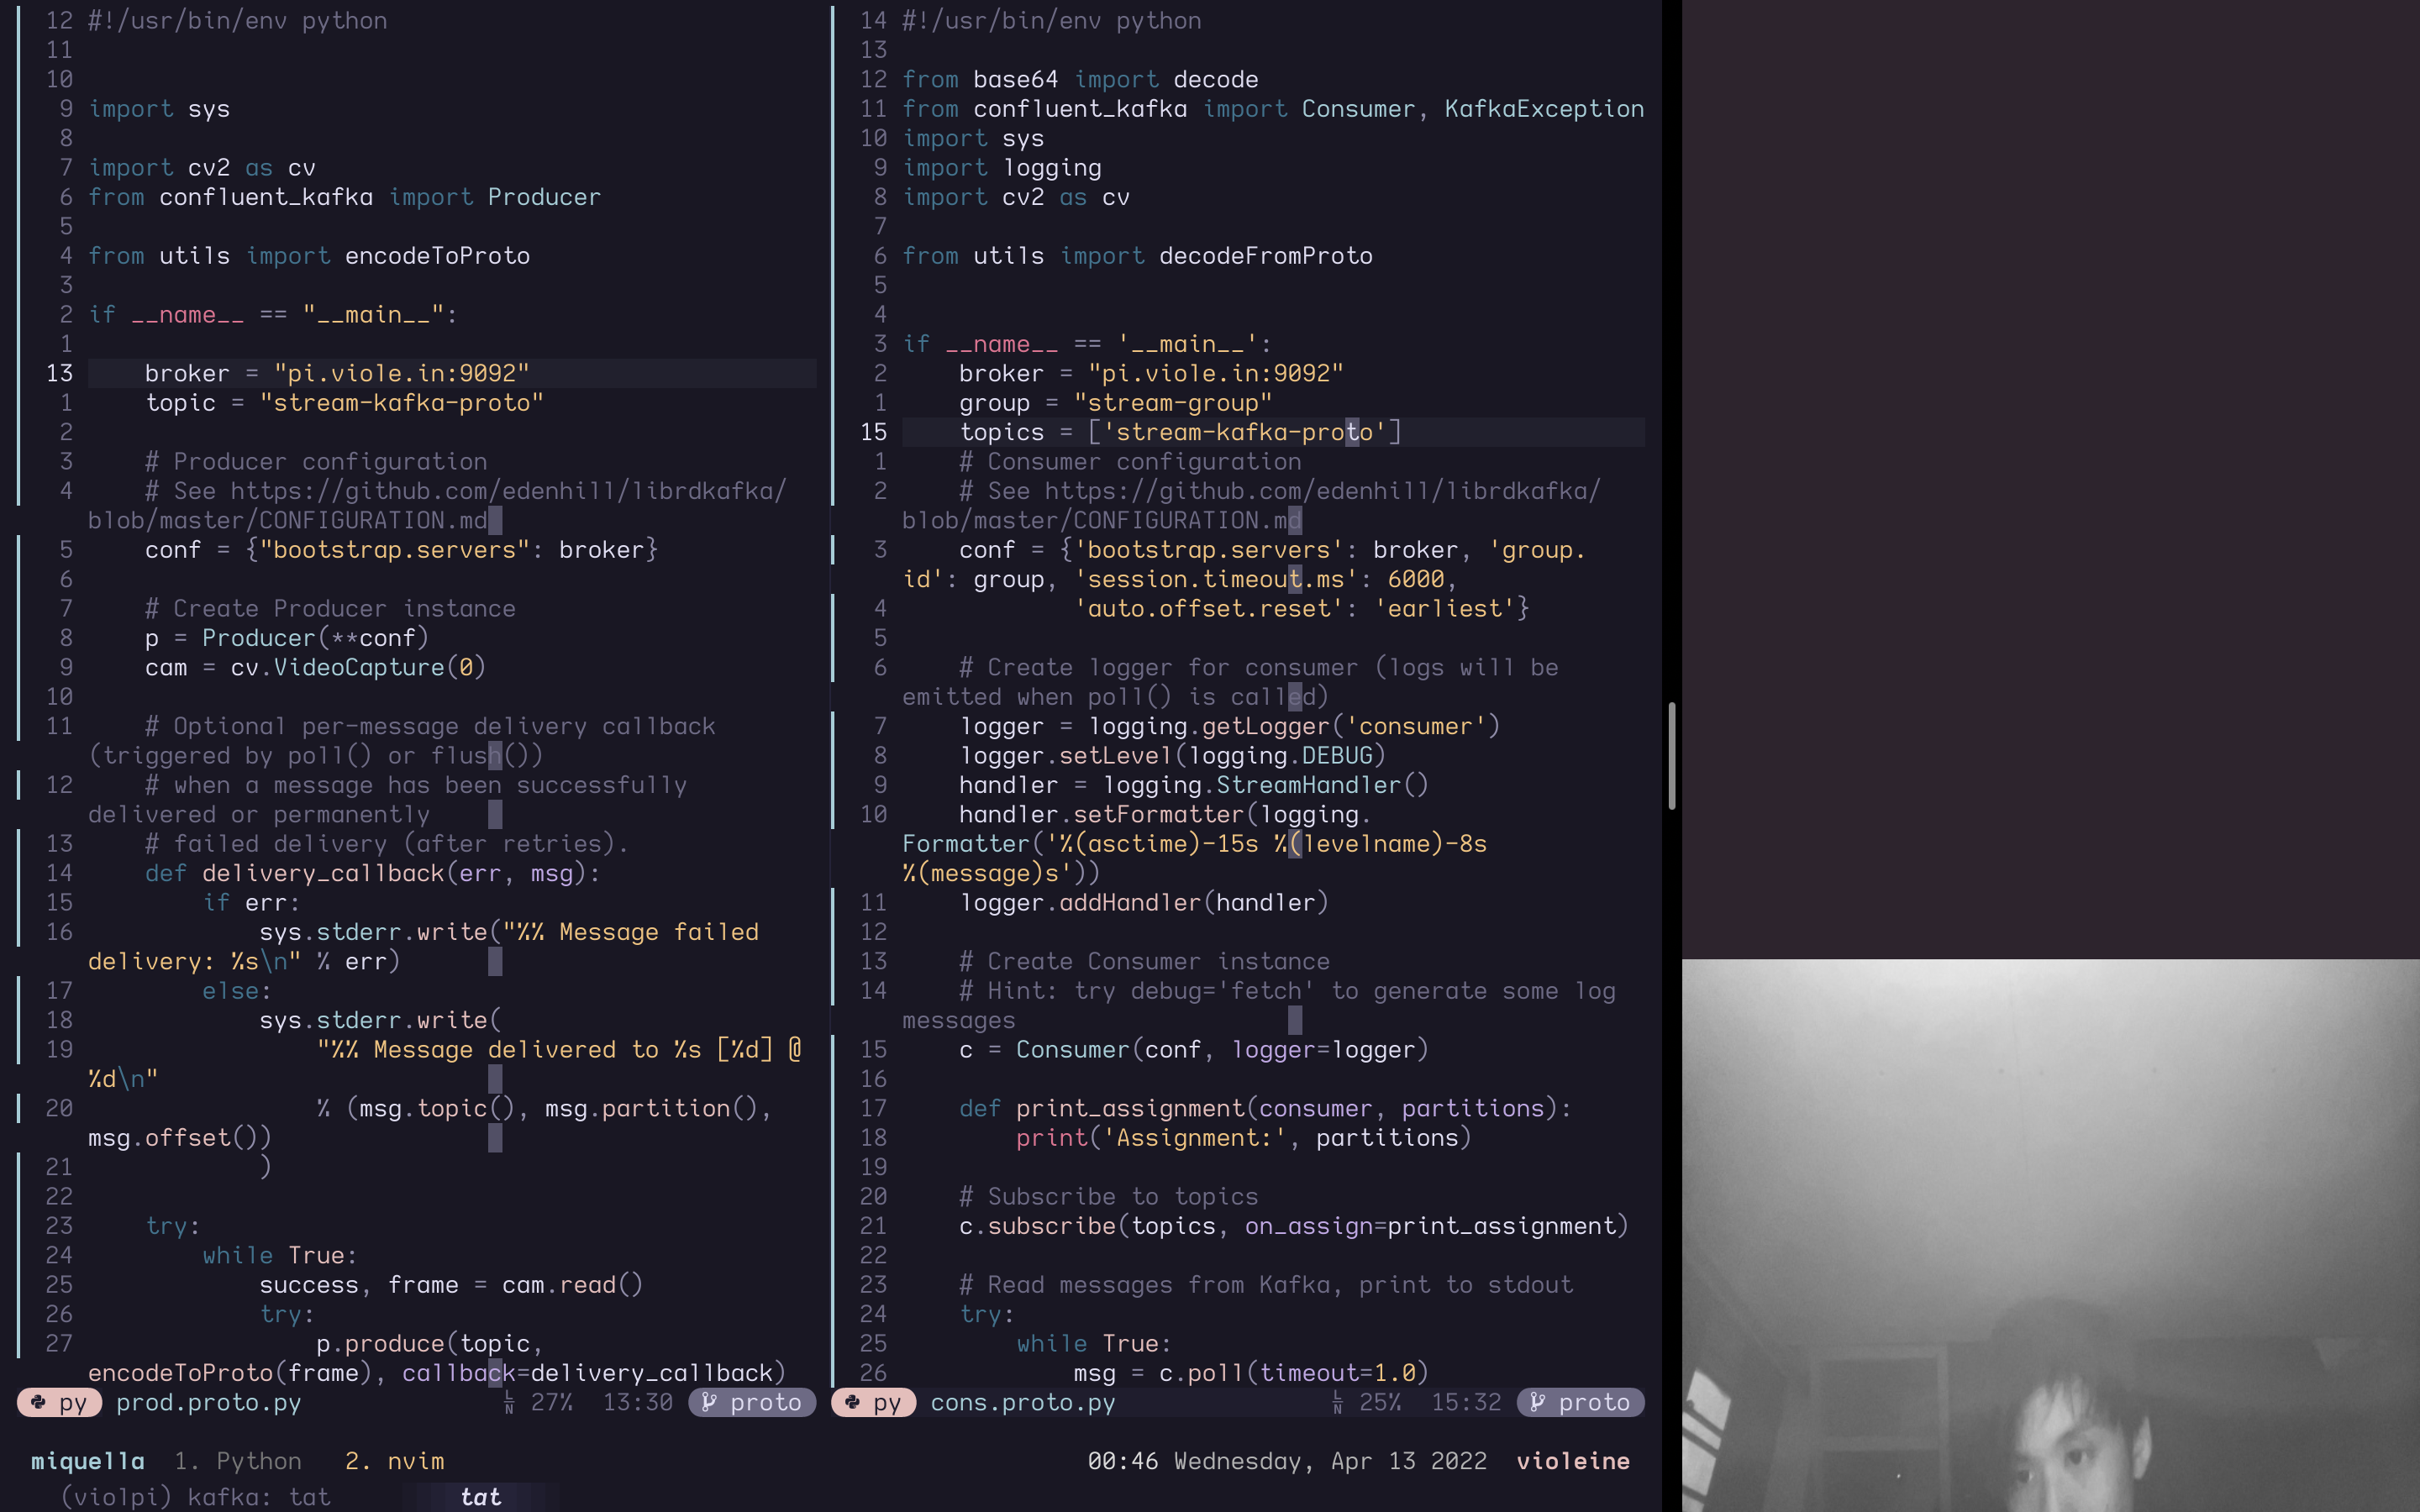 12 #!/usr/bin/env python
11
10
9 import sys
8
7 import cv2 as cv
6 from confluent_kafka import Producer
5
4 from utils import encodeToProto
3
2 if __name__ == "__main__":
1
13 broker = "pi.viole.in:9092"
1 topic = "stream-kafka-proto"
2
3 # Producer configuration
4 # See https://github.com/edenhill/librdkafka/
blob/master/CONFIGURATION.md
5 conf = {"bootstrap.servers": broker}
6
7 # Create Producer instance
8 p = Producer(**conf)
9 cam = cv.VideoCapture(0)
10
11 # Optional per-message delivery callback
(triggered by poll() or flush())
12 # when a message has been successfully
delivered or permanently
13 # failed delivery (after retries).
14 def delivery_callback(err, msg):
15 if err:
16 sys.stderr.write("%% Message failed
delivery: %s\n" % err)
17 else:
18 sys.stderr.write(
19 "%% Message delivered to %s [%d] @
%d\n"
20 % (msg.topic(), msg.partition(),
msg.offset())
21 )
22
23 try:
24 while True:
25 success, frame = cam.read()
26 try:
27 p.produce(topic,
encodeToProto(frame), callback=delivery_callback)
py prod.proto.py LN 27% 13:30 proto
14 #!/usr/bin/env python
13
12 from base64 import decode
11 from confluent_kafka import Consumer, KafkaException
10 import sys
9 import logging
8 import cv2 as cv
7
6 from utils import decodeFromProto
5
4
3 if __name__ == '__main__':
2 broker = "pi.viole.in:9092"
1 group = "stream-group"
15 topics = ['stream-kafka-proto']
1 # Consumer configuration
2 # See https://github.com/edenhill/librdkafka/
blob/master/CONFIGURATION.md
3 conf = {'bootstrap.servers': broker, 'group.
id': group, 'session.timeout.ms': 6000,
4 'auto.offset.reset': 'earliest'}
5
6 # Create logger for consumer (logs will be
emitted when poll() is called)
7 logger = logging.getLogger('consumer')
8 logger.setLevel(logging.DEBUG)
9 handler = logging.StreamHandler()
10 handler.setFormatter(logging.
Formatter('%(asctime)-15s %(levelname)-8s
%(message)s'))
11 logger.addHandler(handler)
12
13 # Create Consumer instance
14 # Hint: try debug='fetch' to generate some log
messages
15 c = Consumer(conf, logger=logger)
16
17 def print_assignment(consumer, partitions):
18 print('Assignment:', partitions)
19
20 # Subscribe to topics
21 c.subscribe(topics, on_assign=print_assignment)
22
23 # Read messages from Kafka, print to stdout
24 try:
25 while True:
26 msg = c.poll(timeout=1.0)
py cons.proto.py LN 25% 15:32 proto
miquella 1. Python 2. nvim 00:46 Wednesday, Apr 13 2022 violeine
(violpi) kafka: tat tat